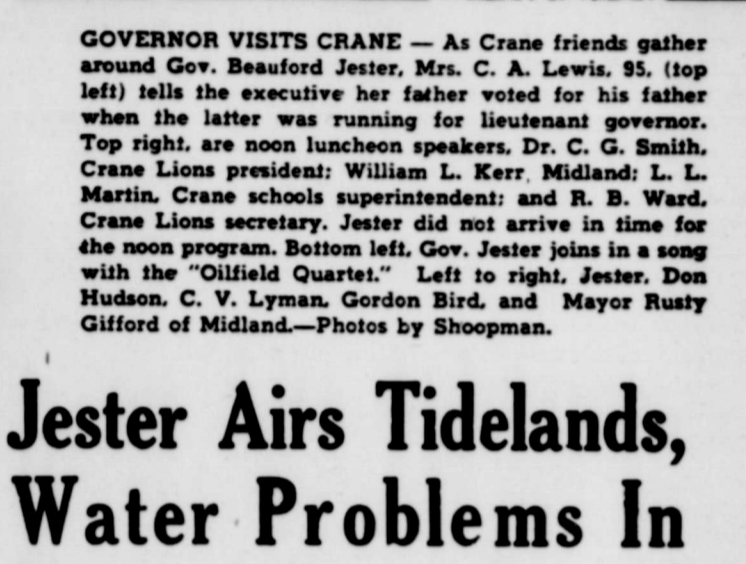 GOVERNOR VISITS CRANE — As Crane friends gather
around Gov. Beauford Jester, Mrs. C. A. Lewis, 95, (top
left) tells the executive her father voted for his father
when the latter was running for lieutenant governor.
Top right, are noon luncheon speakers, Dr. C. G. Smith,
Crane Lions president; William L. Kerr, Midland; L. L.
Martin, Crane schools superintendent; and R. B. Ward,
Crane Lions secretary. Jester did not arrive in time for
the noon program. Bottom left, Gov. Jester joins in a song
with the "Oilfield Quartet." Left to right, Jester, Don
Hudson, C. V. Lyman, Gordon Bird, and Mayor Rusty
Gifford of Midland.—Photos by Shoopman.
Jester Airs Tidelands,
Water Problems In